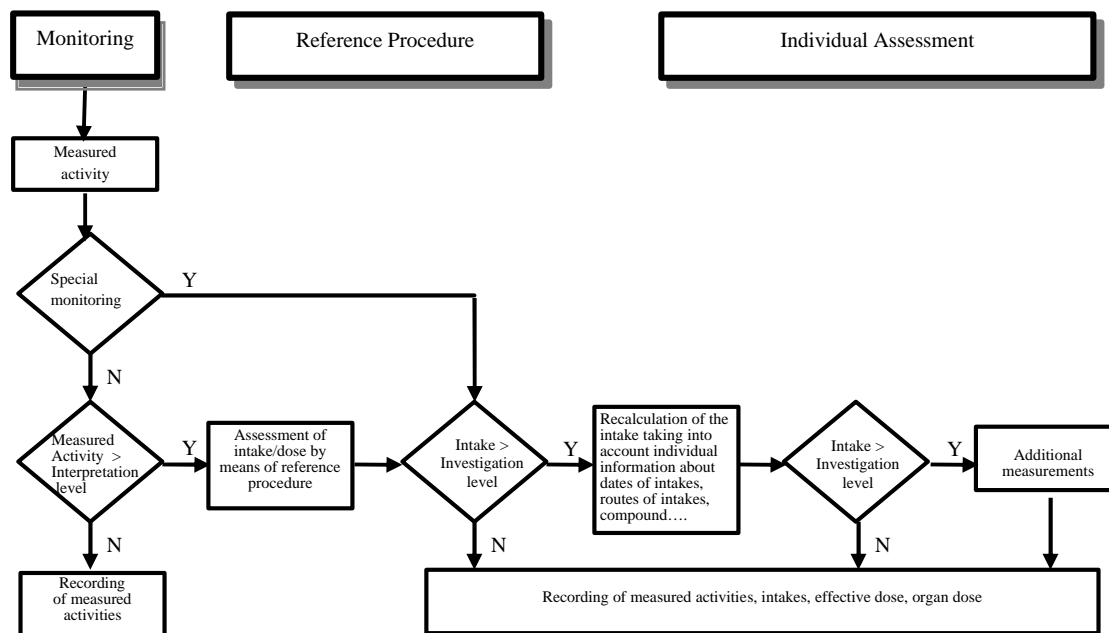 Monitoring
Reference Procedure
Individual Assessment
Measured
activity
Special
monitoring
Y
N
Measured
Activity >
Interpretation
level
Y
Assessment of
intake/dose by
means of reference
procedure
Intake >
Investigation
level
Y
Recalculation of the
intake taking into
account individual
information about
dates of intakes,
routes of intakes,
compound….
Intake >
Investigation
level
Y
Additional
measurements
N
N
N
Recording
of measured
activities
Recording of measured activities, intakes, effective dose, organ dose